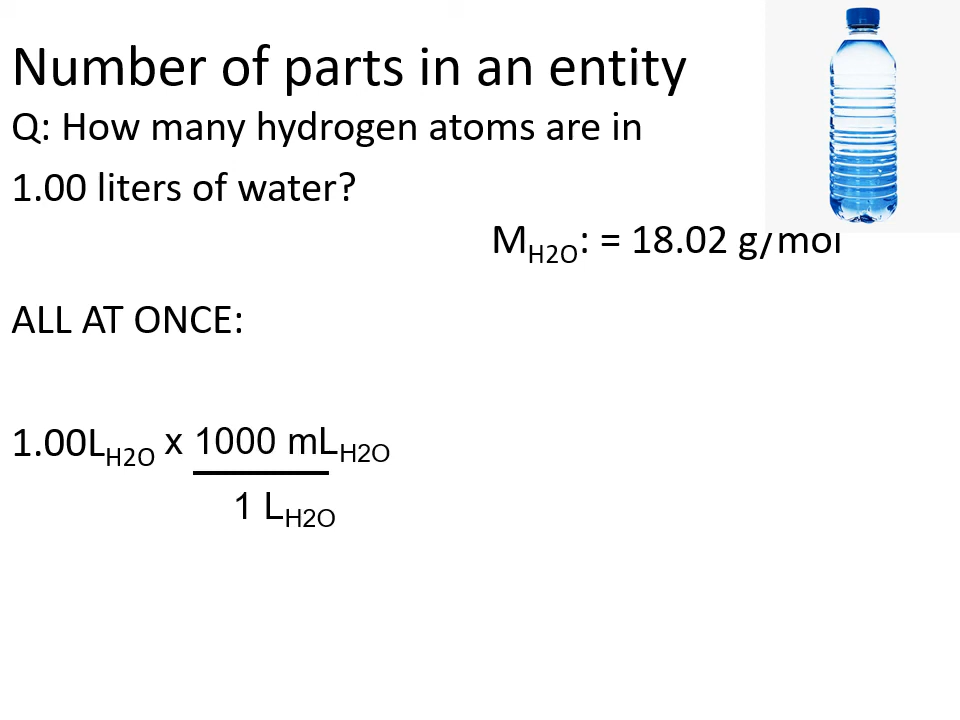 Number of parts in an entity
Q: How many hydrogen atoms are in
1.00 liters of water?
MH2O: = 18.02 g/mol
ALL AT ONCE:
1.00LH2O x 1000 mLH2O
1 LH2O